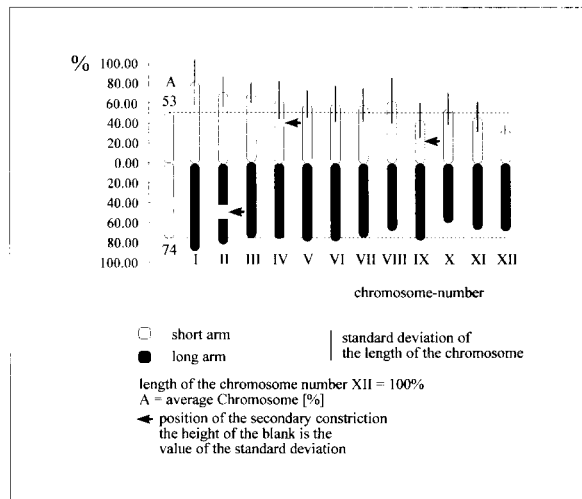 %
100.00
80.00
60.00
40.00
20.00
0.00
20.00
40.00
60.00
80.00
100.00
A
53
74
I II III IV V VI VII VIII IX X XI XII
chromosome-number
short arm
long arm
standard deviation of
the length of the chromosome
length of the chromosome number XII = 100%
A = average Chromosome [%]
position of the secondary constriction
the height of the blank is the
value of the standard deviation